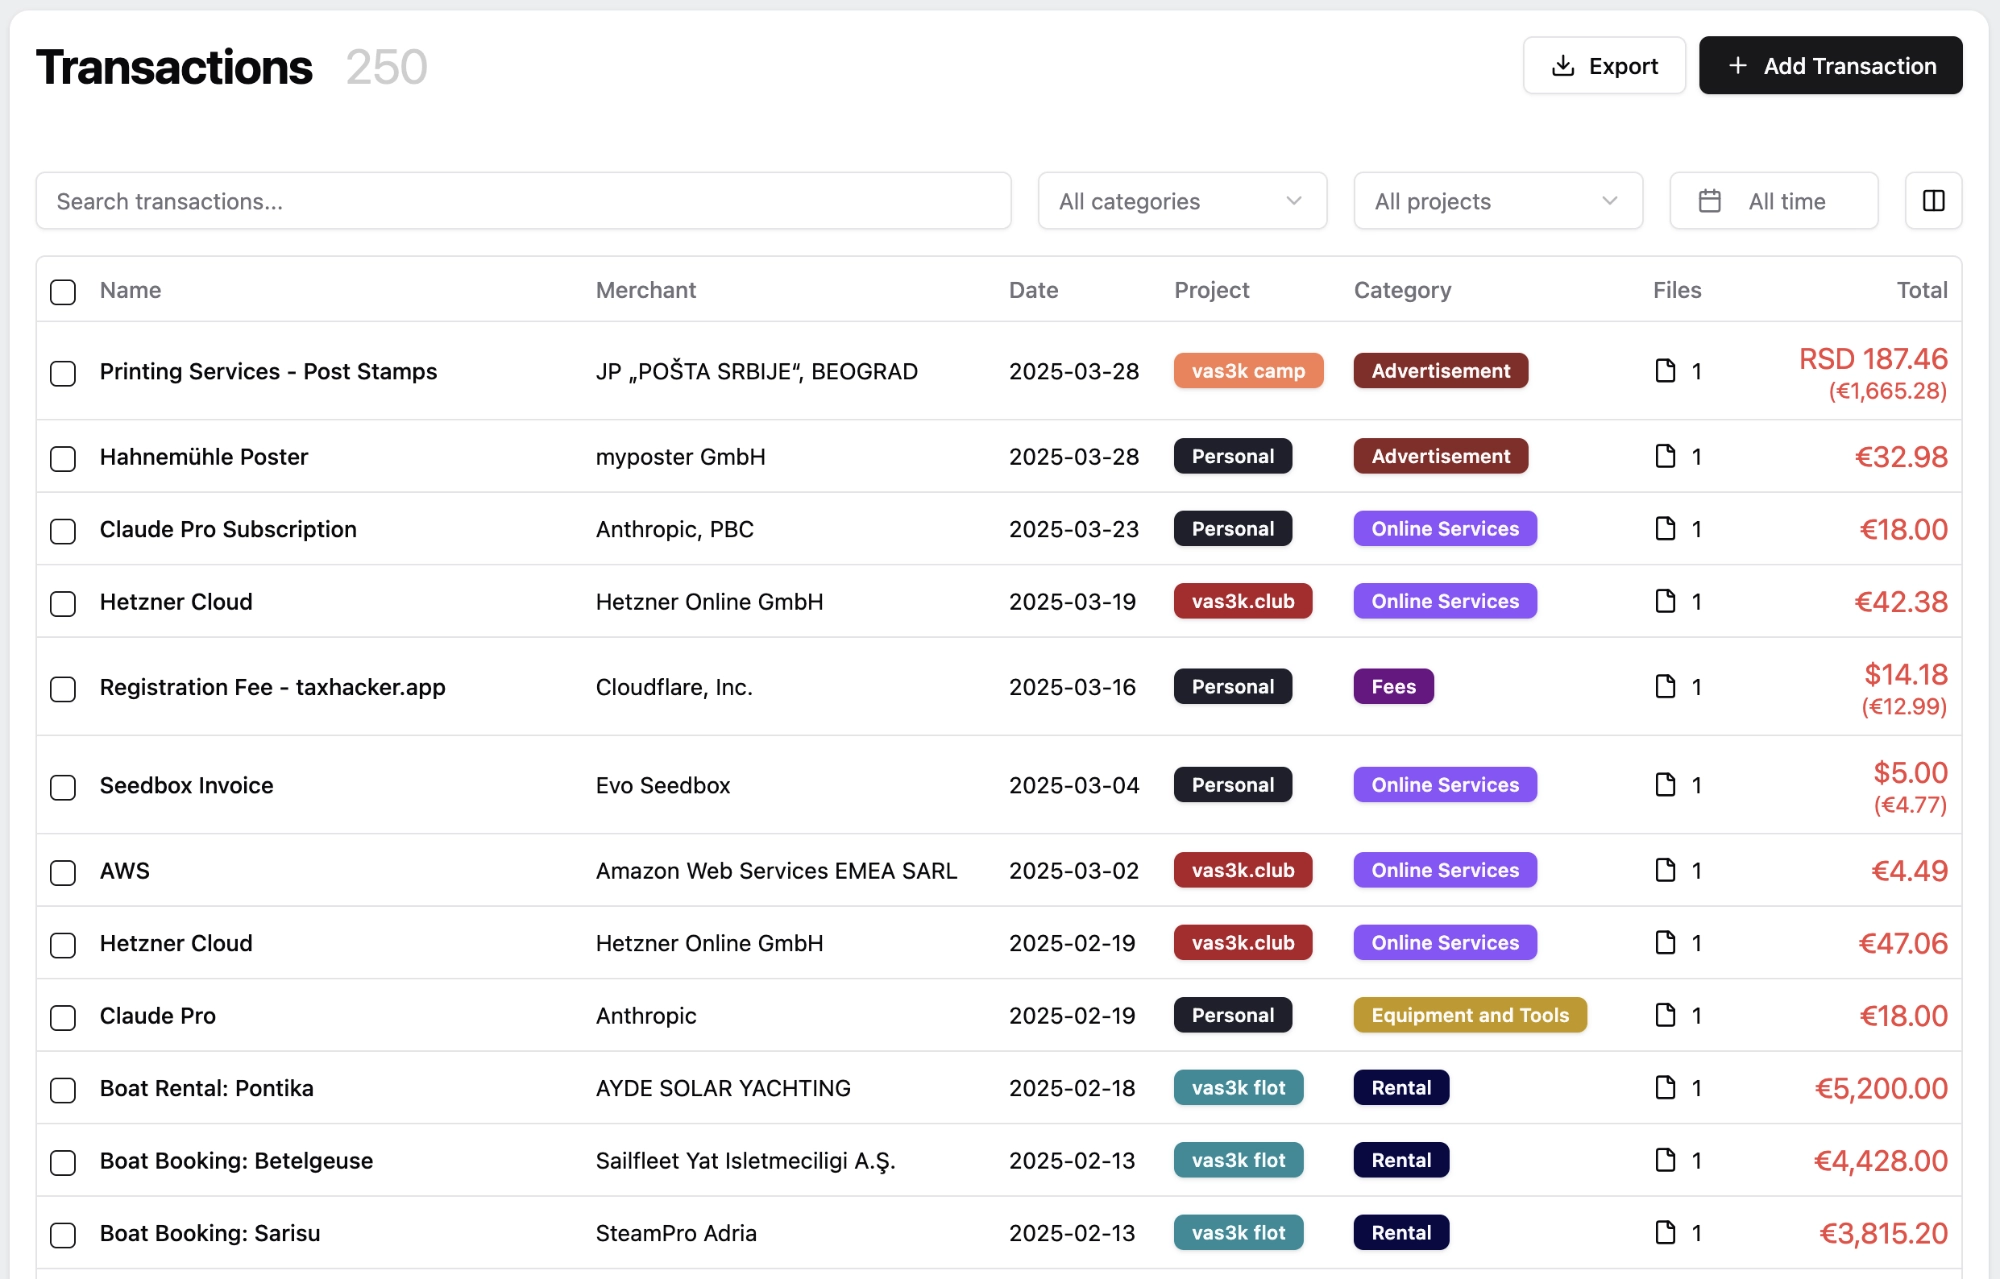 Transactions 250
Export
+ Add Transaction
Search transactions...
All categories
All projects
All time
Name Merchant Date Project Category Files Total
Printing Services - Post Stamps JP „POŠTA SRBIJE“, BEOGRAD 2025-03-28 vas3k camp Advertisement 1 RSD 187.46
(€1,665.28)
Hahnemühle Poster myposter GmbH 2025-03-28 Personal Advertisement 1 €32.98
Claude Pro Subscription Anthropic, PBC 2025-03-23 Personal Online Services 1 €18.00
Hetzner Cloud Hetzner Online GmbH 2025-03-19 vas3k.club Online Services 1 €42.38
Registration Fee - taxhacker.app Cloudflare, Inc. 2025-03-16 Personal Fees 1 $14.18
(€12.99)
Seedbox Invoice Evo Seedbox 2025-03-04 Personal Online Services 1 $5.00
(€4.77)
AWS Amazon Web Services EMEA SARL 2025-03-02 vas3k.club Online Services 1 €4.49
Hetzner Cloud Hetzner Online GmbH 2025-02-19 vas3k.club Online Services 1 €47.06
Claude Pro Anthropic 2025-02-19 Personal Equipment and Tools 1 €18.00
Boat Rental: Pontika AYDE SOLAR YACHTING 2025-02-18 vas3k flot Rental 1 €5,200.00
Boat Booking: Betelgeuse Sailfleet Yat Isletmeciligi A.Ş. 2025-02-13 vas3k flot Rental 1 €4,428.00
Boat Booking: Sarisu SteamPro Adria 2025-02-13 vas3k flot Rental 1 €3,815.20